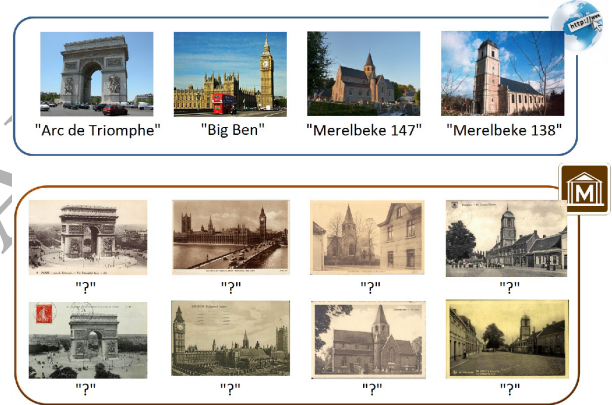 http://www
"Arc de Triomphe" "Big Ben" "Merelbeke 147" "Merelbeke 138"
M
"?" "?" "?" "?"
"?" "?" "?" "?"